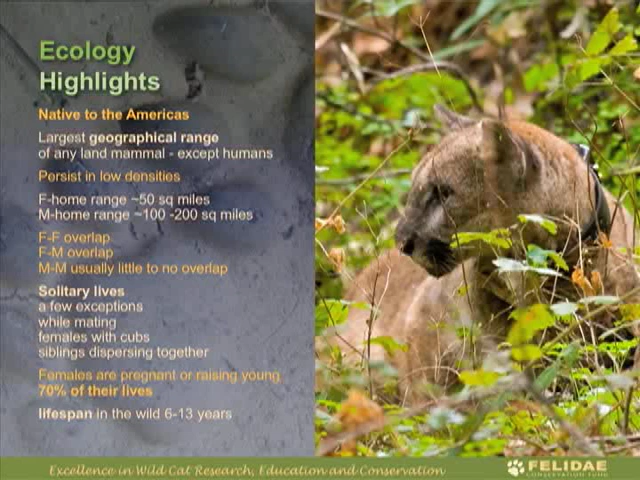 Ecology
Highlights
Native to the Americas
Largest geographical range
of any land mammal - except humans
Persist in low densities
F-home range ~50 sq miles
M-home range ~100 -200 sq miles
F-F overlap
F-M overlap
M-M usually little to no overlap
Solitary lives
a few exceptions
while mating
females with cubs
siblings dispersing together
Females are pregnant or raising young
70% of their lives
lifespan in the wild 6-13 years
Excellence in Wild Cat Research, Education and Conservation
FELIDAE
CONSERVATION FUND